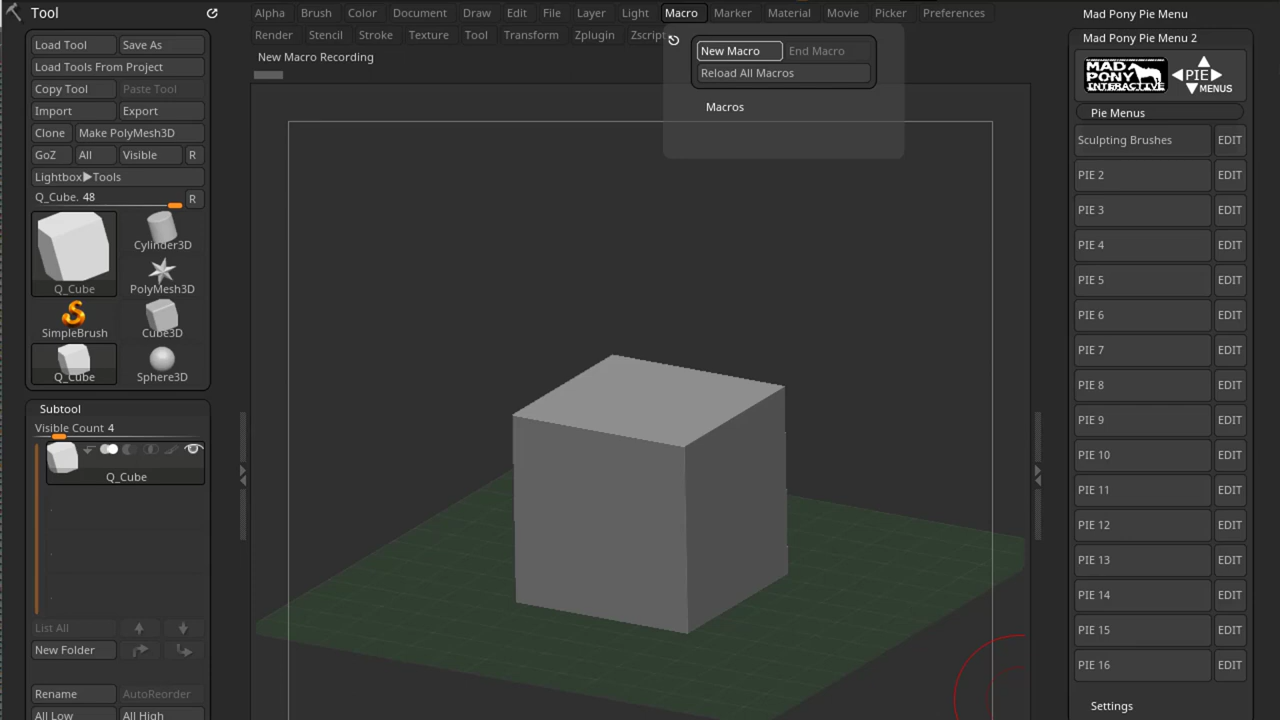 Tool
Alpha Brush Color Document Draw Edit File Layer Light Macro Marker Material Movie Picker Preferences
Render Stencil Stroke Texture Tool Transform Zplugin Zscrip
New Macro Recording
New Macro End Macro
Reload All Macros
Macros
Load Tool Save As
Load Tools From Project
Copy Tool Paste Tool
Import Export
Clone Make PolyMesh3D
GoZ All Visible R
Lightbox▶Tools
Q_Cube. 48 R
Q_Cube
Cylinder3D
PolyMesh3D
SimpleBrush
Cube3D
Q_Cube
Sphere3D
Subtool
Visible Count 4
Q_Cube
List All
New Folder
Rename AutoReorder
All Low All High
Mad Pony Pie Menu
Mad Pony Pie Menu 2
MAD
PONY
INTERACTIVE
PIE
MENUS
Pie Menus
Sculpting Brushes EDIT
PIE 2 EDIT
PIE 3 EDIT
PIE 4 EDIT
PIE 5 EDIT
PIE 6 EDIT
PIE 7 EDIT
PIE 8 EDIT
PIE 9 EDIT
PIE 10 EDIT
PIE 11 EDIT
PIE 12 EDIT
PIE 13 EDIT
PIE 14 EDIT
PIE 15 EDIT
PIE 16 EDIT
Settings